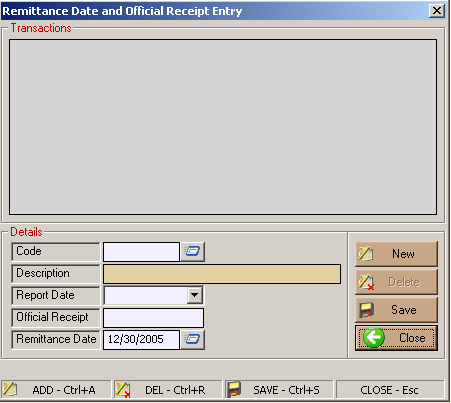 Remittance Date and Official Receipt Entry
Transactions
Details
Code
Description
Report Date
Official Receipt
Remittance Date 12/30/2005
New
Delete
Save
Close
ADD - Ctrl+A DEL - Ctrl+R SAVE - Ctrl+S CLOSE - Esc